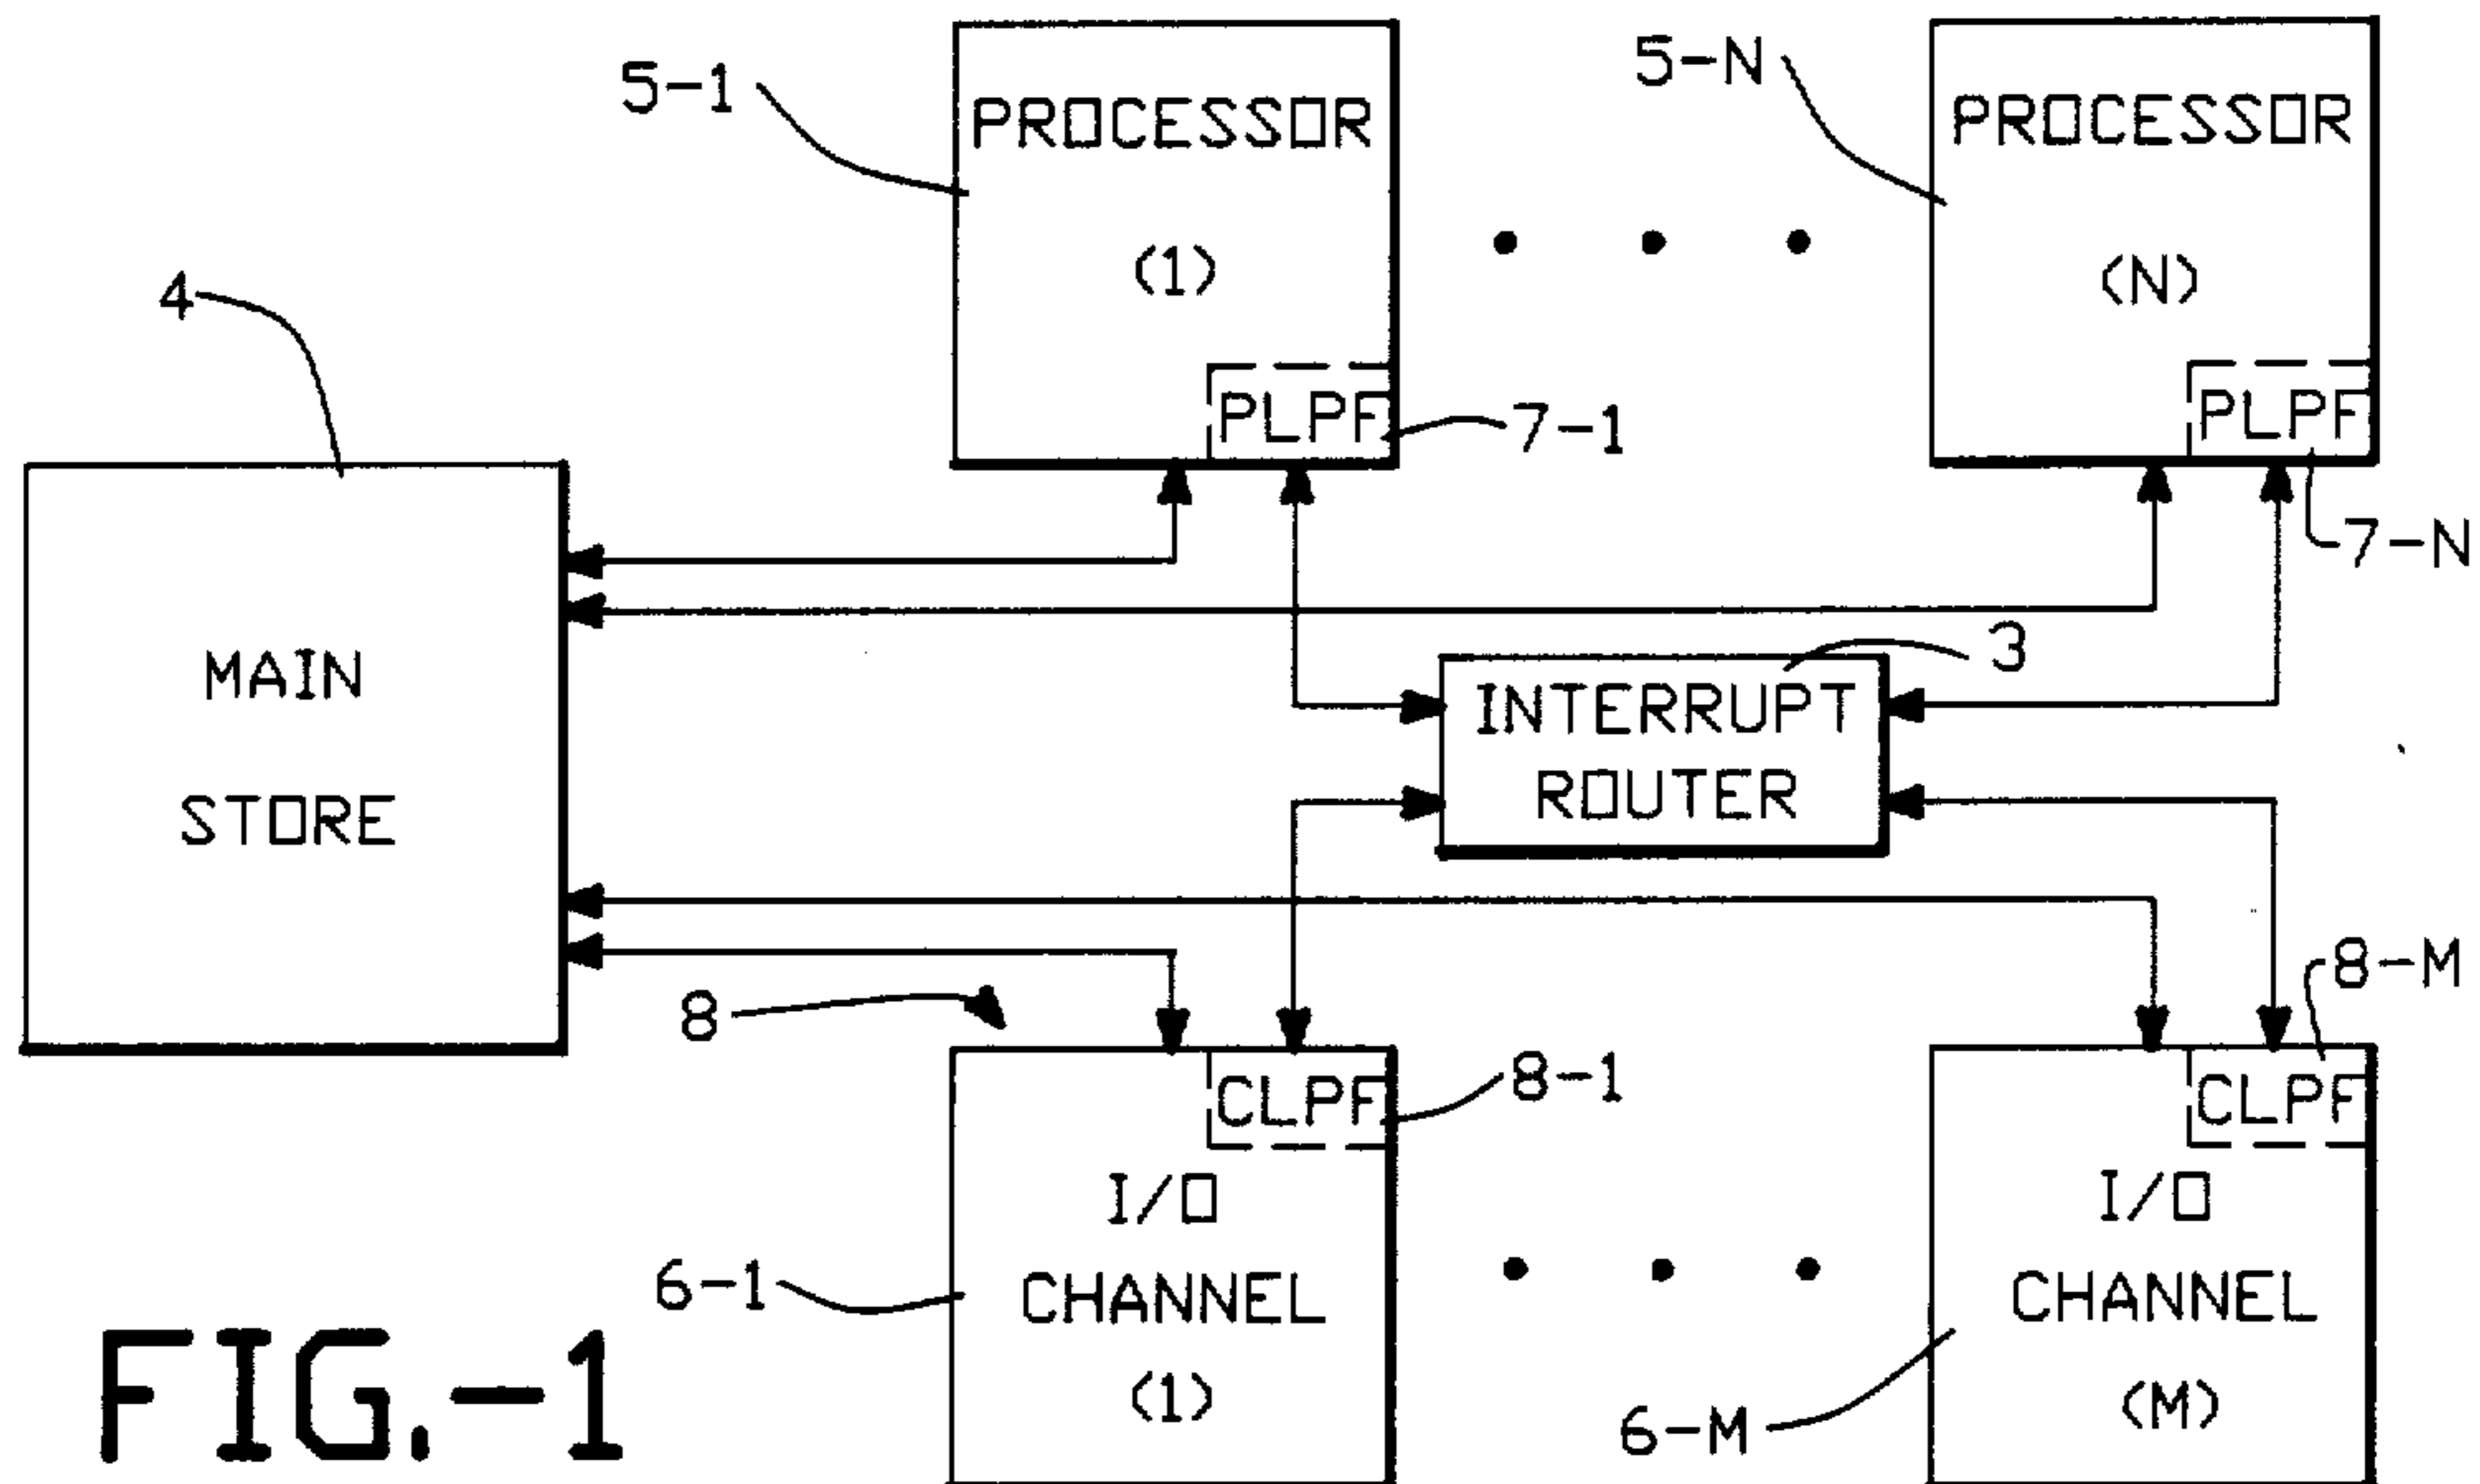 5-1
PROCESSOR
(1)
PLPF
7-1
5-N
PROCESSOR
(N)
PLPF
7-N
4
MAIN
STORE
3
INTERRUPT
ROUTER
8
CLPF
8-1
I/O
CHANNEL
(1)
6-1
8-M
CLPF
I/O
CHANNEL
(M)
6-M
FIG.-1